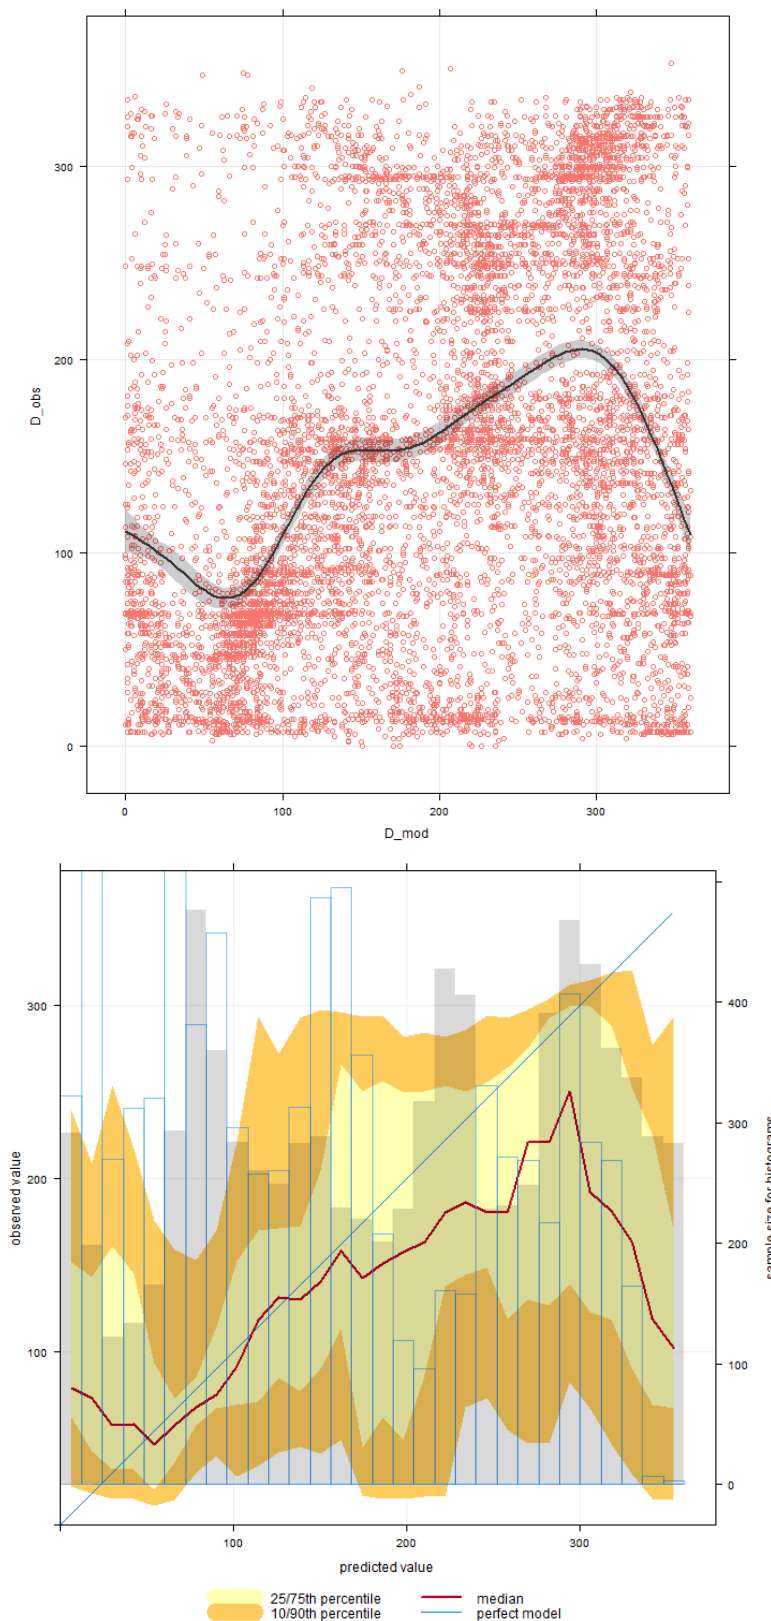 300
200
100
0
D_obs
0
100
200
300
D_mod
300
200
100
observed value
400
300
200
100
0
sample size for histograms
100
200
300
predicted value
25/75th percentile
median
10/90th percentile
perfect model